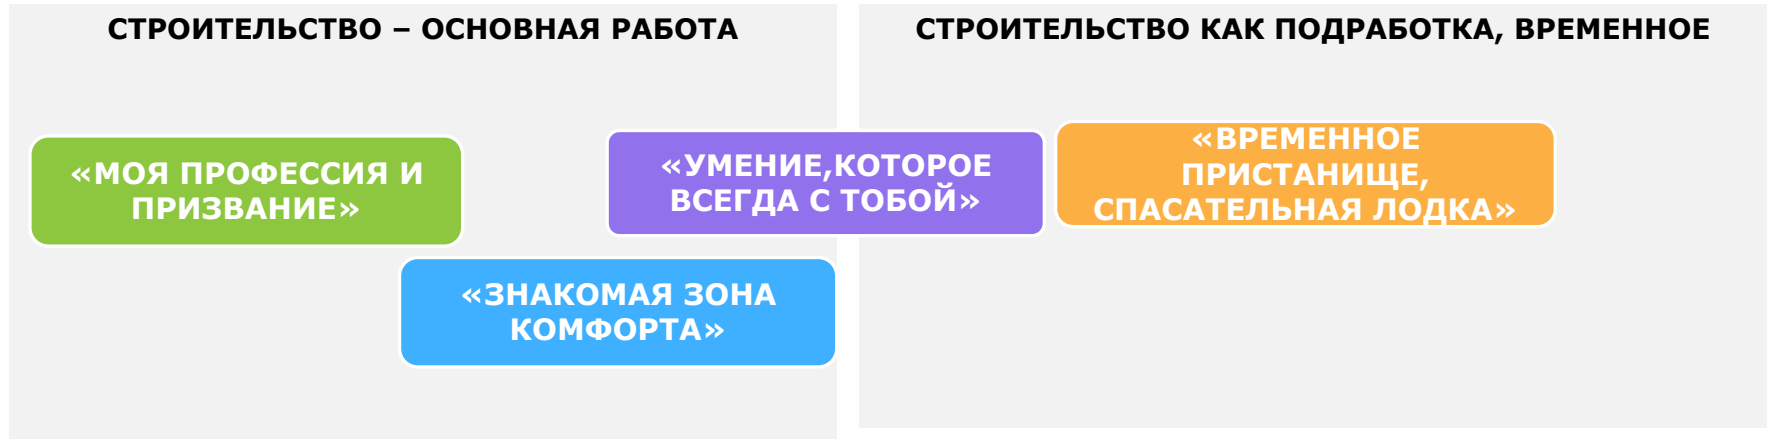 СТРОИТЕЛЬСТВО – ОСНОВНАЯ РАБОТА
СТРОИТЕЛЬСТВО КАК ПОДРАБОТКА, ВРЕМЕННОЕ
«МОЯ ПРОФЕССИЯ И
ПРИЗВАНИЕ»
«УМЕНИЕ,КОТОРОЕ
ВСЕГДА С ТОБОЙ»
«ВРЕМЕННОЕ
ПРИСТАНИЩЕ,
СПАСАТЕЛЬНАЯ ЛОДКА»
«ЗНАКОМАЯ ЗОНА
КОМФОРТА»